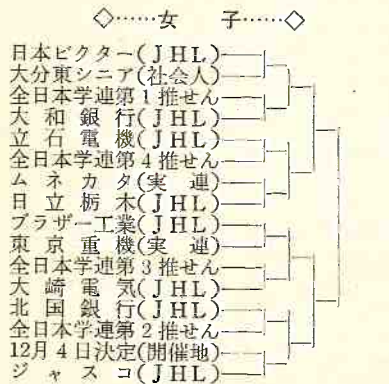 ◇……女　子……◇
日本ビクター(JHL)
大分東シニア(社会人)
全日本学連第1推せん
大和銀行(JHL)
立石電機(JHL)
全日本学連第4推せん
ムネカタ(実連)
日立栃木(JHL)
ブラザー工業(JHL)
東京重機(実連)
全日本学連第3推せん
大崎電気(JHL)
北国銀行(JHL)
全日本学連第2推せん
12月4日決定(開催地)
ジャスコ(JHL)